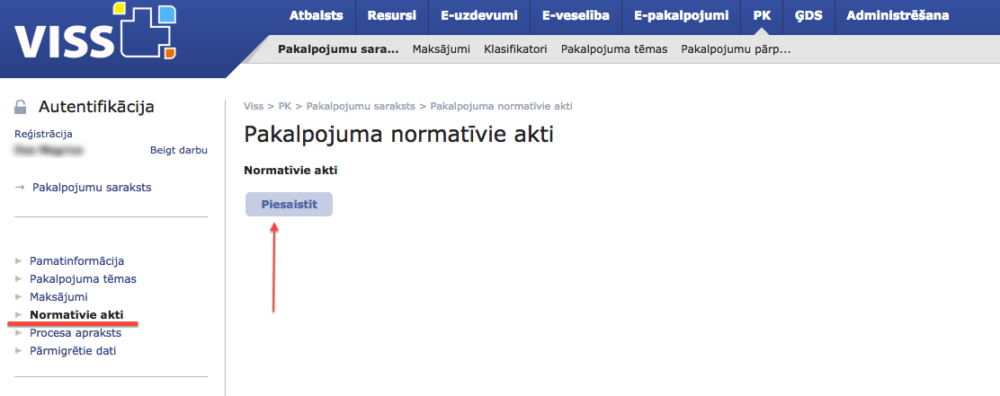 VISS
Atbalsts Resursi E-uzdevumi E-veselība E-pakalpojumi PK ĢDS Administrēšana
Pakalpojumu sara... Maksājumi Klasifikatori Pakalpojuma tēmas Pakalpojumu pārp...
Autentifikācija
Reģistrācija
Beigt darbu
→ Pakalpojumu saraksts
Pamatinformācija
Pakalpojuma tēmas
Maksājumi
Normatīvie akti
Procesa apraksts
Pārmigrētie dati
Viss > PK > Pakalpojumu saraksts > Pakalpojuma normatīvie akti
Pakalpojuma normatīvie akti
Normatīvie akti
Piesaistīt